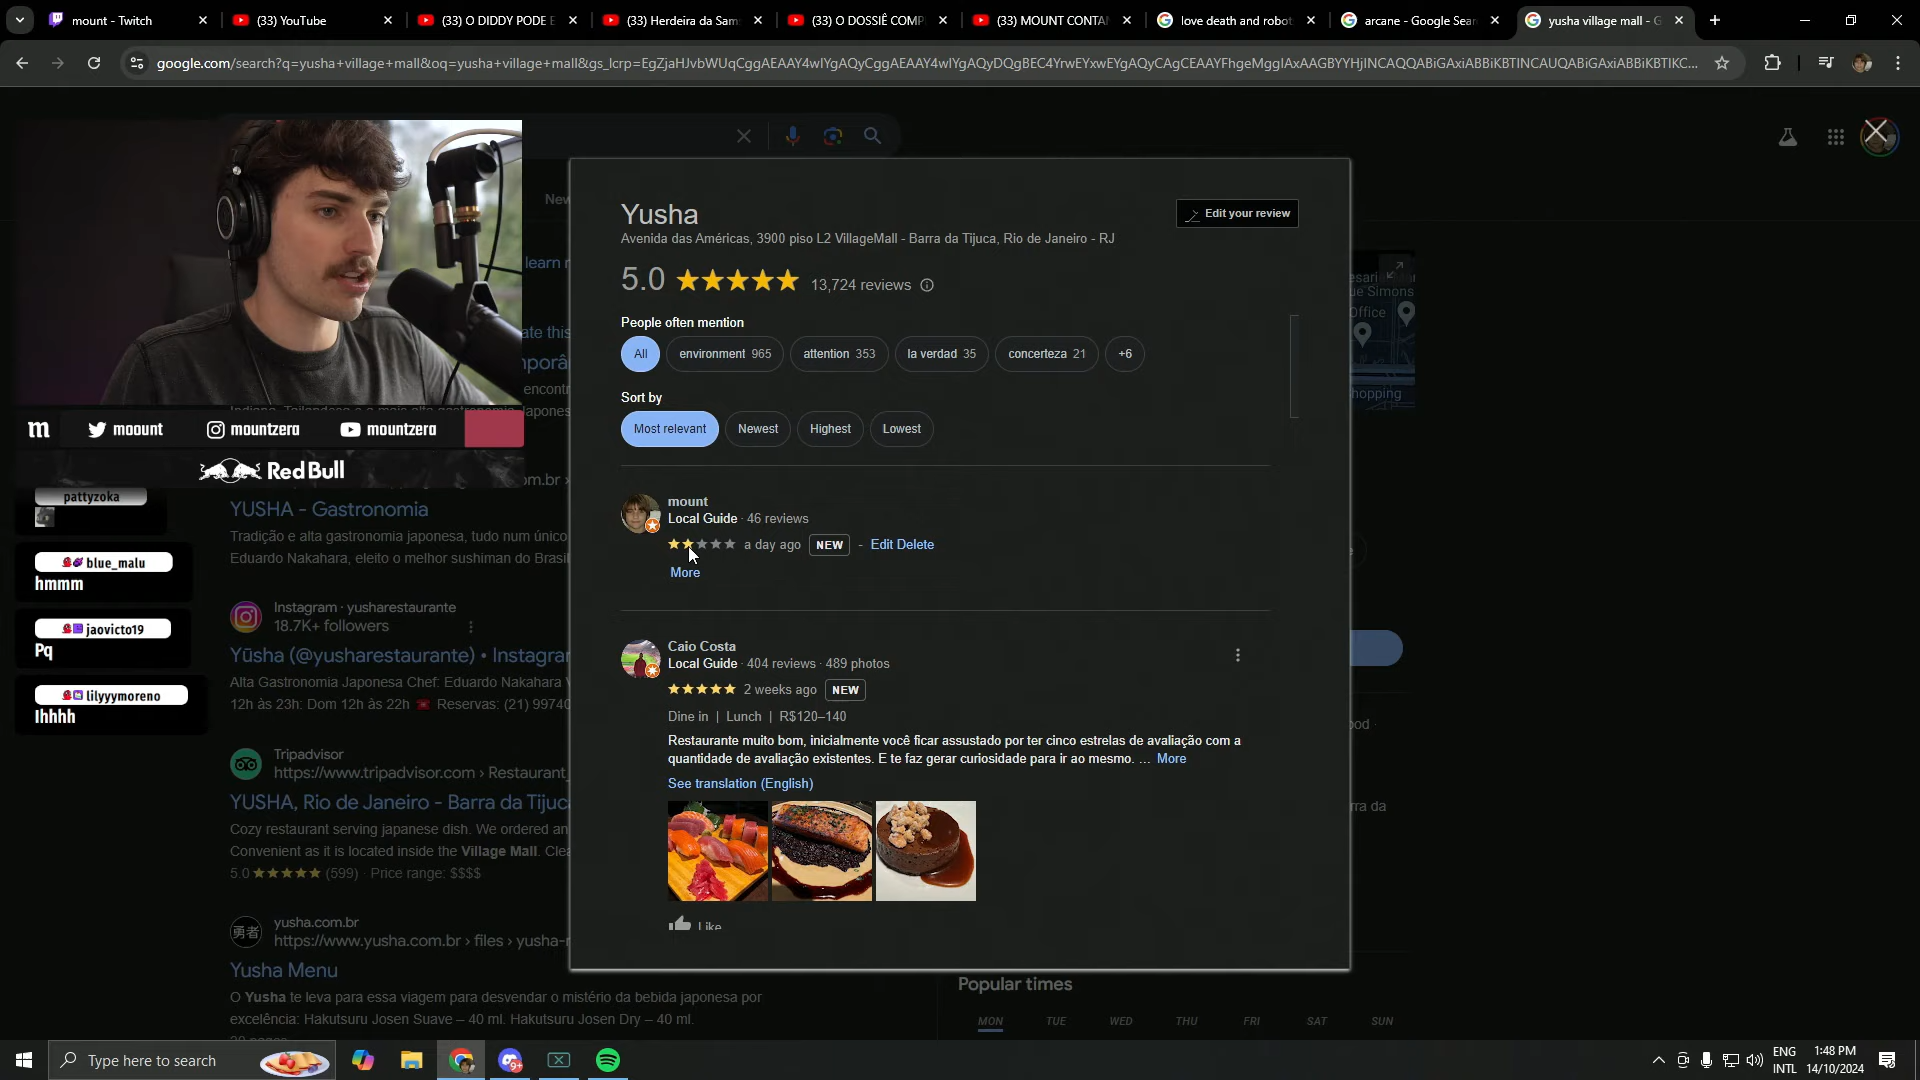 mount - Twitch
(33) YouTube
(33) O DIDDY PODE E
(33) Herdeira da Sam
(33) O DOSSIÊ COMP
(33) MOUNT CONTA
love death and robot
arcane - Google Sear
yusha village mall - G
google.com/search?q=yusha+village+mall&oq=yusha+village+mall&gs_lcrp=
New
learn
Yusha
Edit your review
Avenida das Américas, 3900 piso L2 VillageMall - Barra da Tijuca, Rio de Janeiro - RJ
5.0 13,724 reviews
People often mention
All environment 965 attention 353 la verdad 35 concerteza 21 +6
Sort by
Most relevant Newest Highest Lowest
m moount mountzera mountzera
Red Bull
pattyzoka
blue_malu
hmmm
jaovicto19
Pq
lilyyymoreno
Ihhhh
mount
Local Guide · 46 reviews
a day ago NEW - Edit Delete
More
Caio Costa
Local Guide · 404 reviews · 489 photos
2 weeks ago NEW
Dine in | Lunch | R$120–140
Restaurante muito bom, inicialmente você ficar assustado por ter cinco estrelas de avaliação com a
quantidade de avaliação existentes. E te faz gerar curiosidade para ir ao mesmo. ... More
See translation (English)
Like
YUSHA - Gastronomia
Tradição e alta gastronomia japonesa, tudo num único
Eduardo Nakahara, eleito o melhor sushiman do Brasil
Instagram · yusharestaurante
18.7K+ followers
Yūsha (@yusharestaurante) • Instagram
Alta Gastronomia Japonesa Chef: Eduardo Nakahara
12h às 23h: Dom 12h às 22h Reservas: (21) 99740
Tripadvisor
https://www.tripadvisor.com › Restaurant
YUSHA, Rio de Janeiro - Barra da Tijuca
Cozy restaurant serving japanese dish. We ordered an
Convenient as it is located inside the Village Mall. Clea
5.0 (599) · Price range: $$$$
勇者
yusha.com.br
https://www.yusha.com.br › files › yusha-
Yusha Menu
O Yusha te leva para essa viagem para desvendar o mistério da bebida japonesa por
excelência: Hakutsuru Josen Suave – 40 ml. Hakutsuru Josen Dry – 40 ml.
Office
Popular times
MON TUE WED THU FRI SAT SUN
Type here to search
9+
ENG
INTL
1:48 PM
14/10/2024